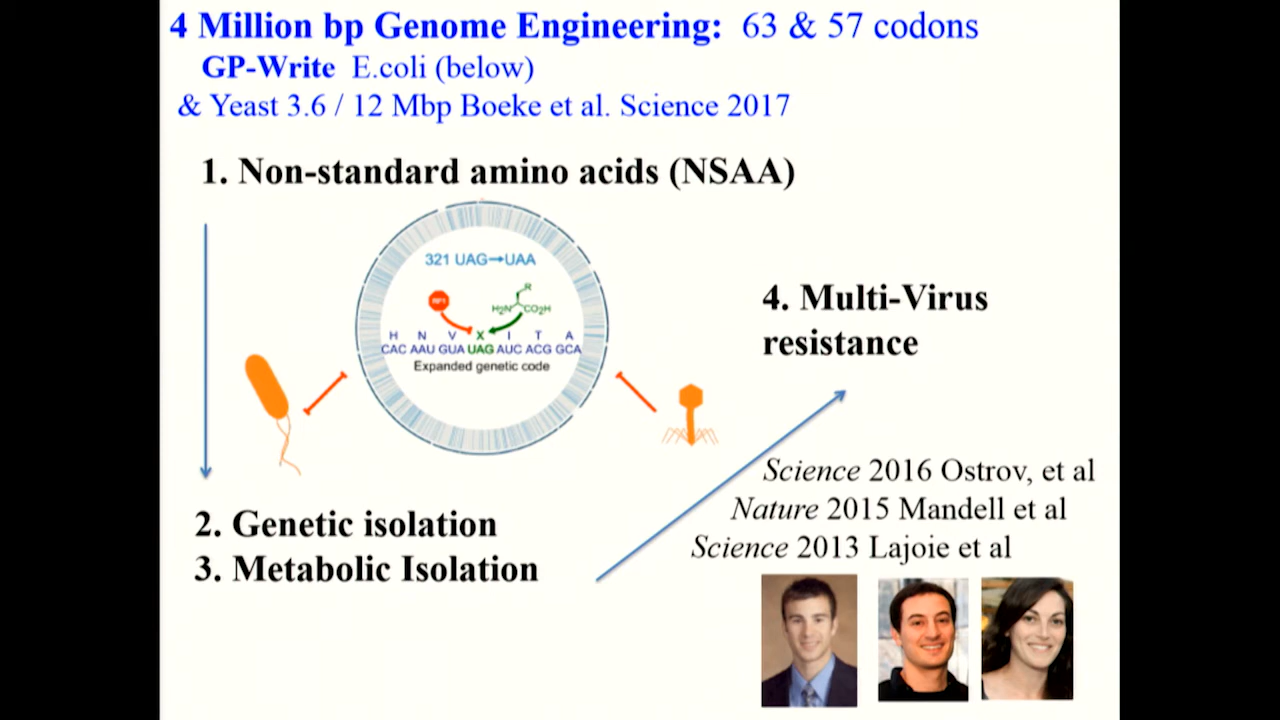 4 Million bp Genome Engineering: 63 & 57 codons
GP-Write E.coli (below)
& Yeast 3.6 / 12 Mbp Boeke et al. Science 2017
1. Non-standard amino acids (NSAA)
321 UAG→UAA
RF1
R
H₂N CO₂H
H N V X I T A
CAC AAU GUA UAG AUC ACG GCA
Expanded genetic code
4. Multi-Virus
resistance
Science 2016 Ostrov, et al
Nature 2015 Mandell et al
Science 2013 Lajoie et al
2. Genetic isolation
3. Metabolic Isolation